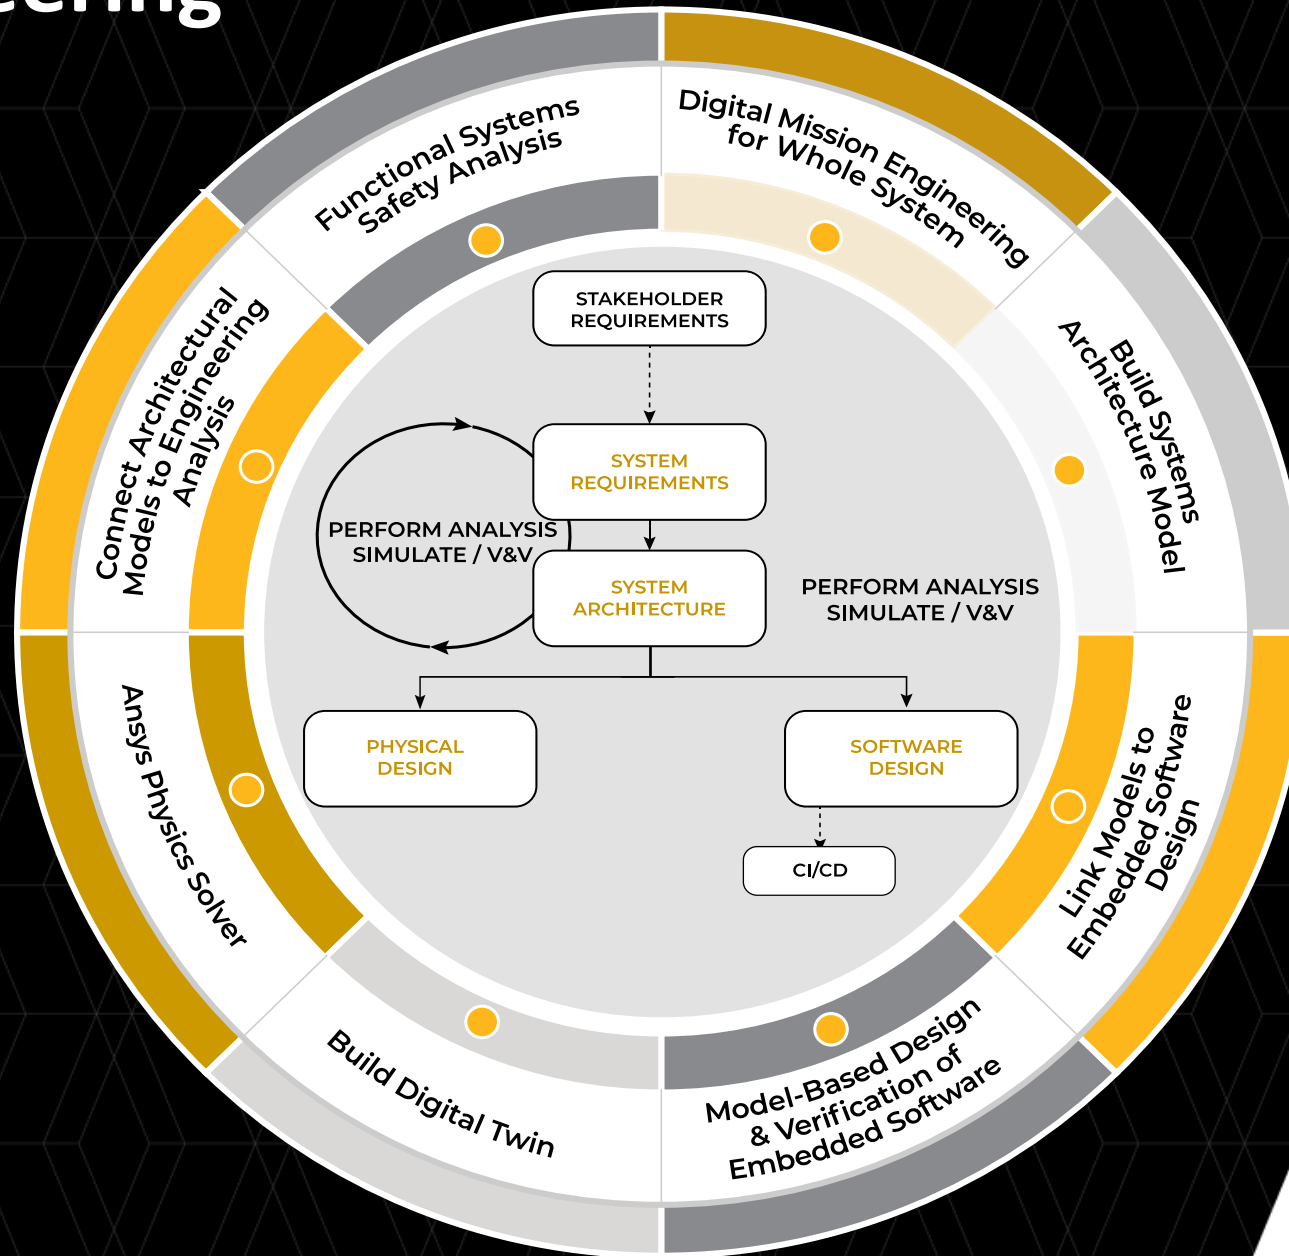 Functional Systems
Safety Analysis
Digital Mission Engineering
for Whole System
Build Systems
Architecture Model
Link Models to
Embedded Software
Design
Model-Based Design
& Verification of
Embedded Software
Build Digital Twin
Ansys Physics Solver
Connect Architectural
Models to Engineering
Analysis
STAKEHOLDER
REQUIREMENTS
SYSTEM
REQUIREMENTS
PERFORM ANALYSIS
SIMULATE / V&V
SYSTEM
ARCHITECTURE
PERFORM ANALYSIS
SIMULATE / V&V
PHYSICAL
DESIGN
SOFTWARE
DESIGN
CI/CD